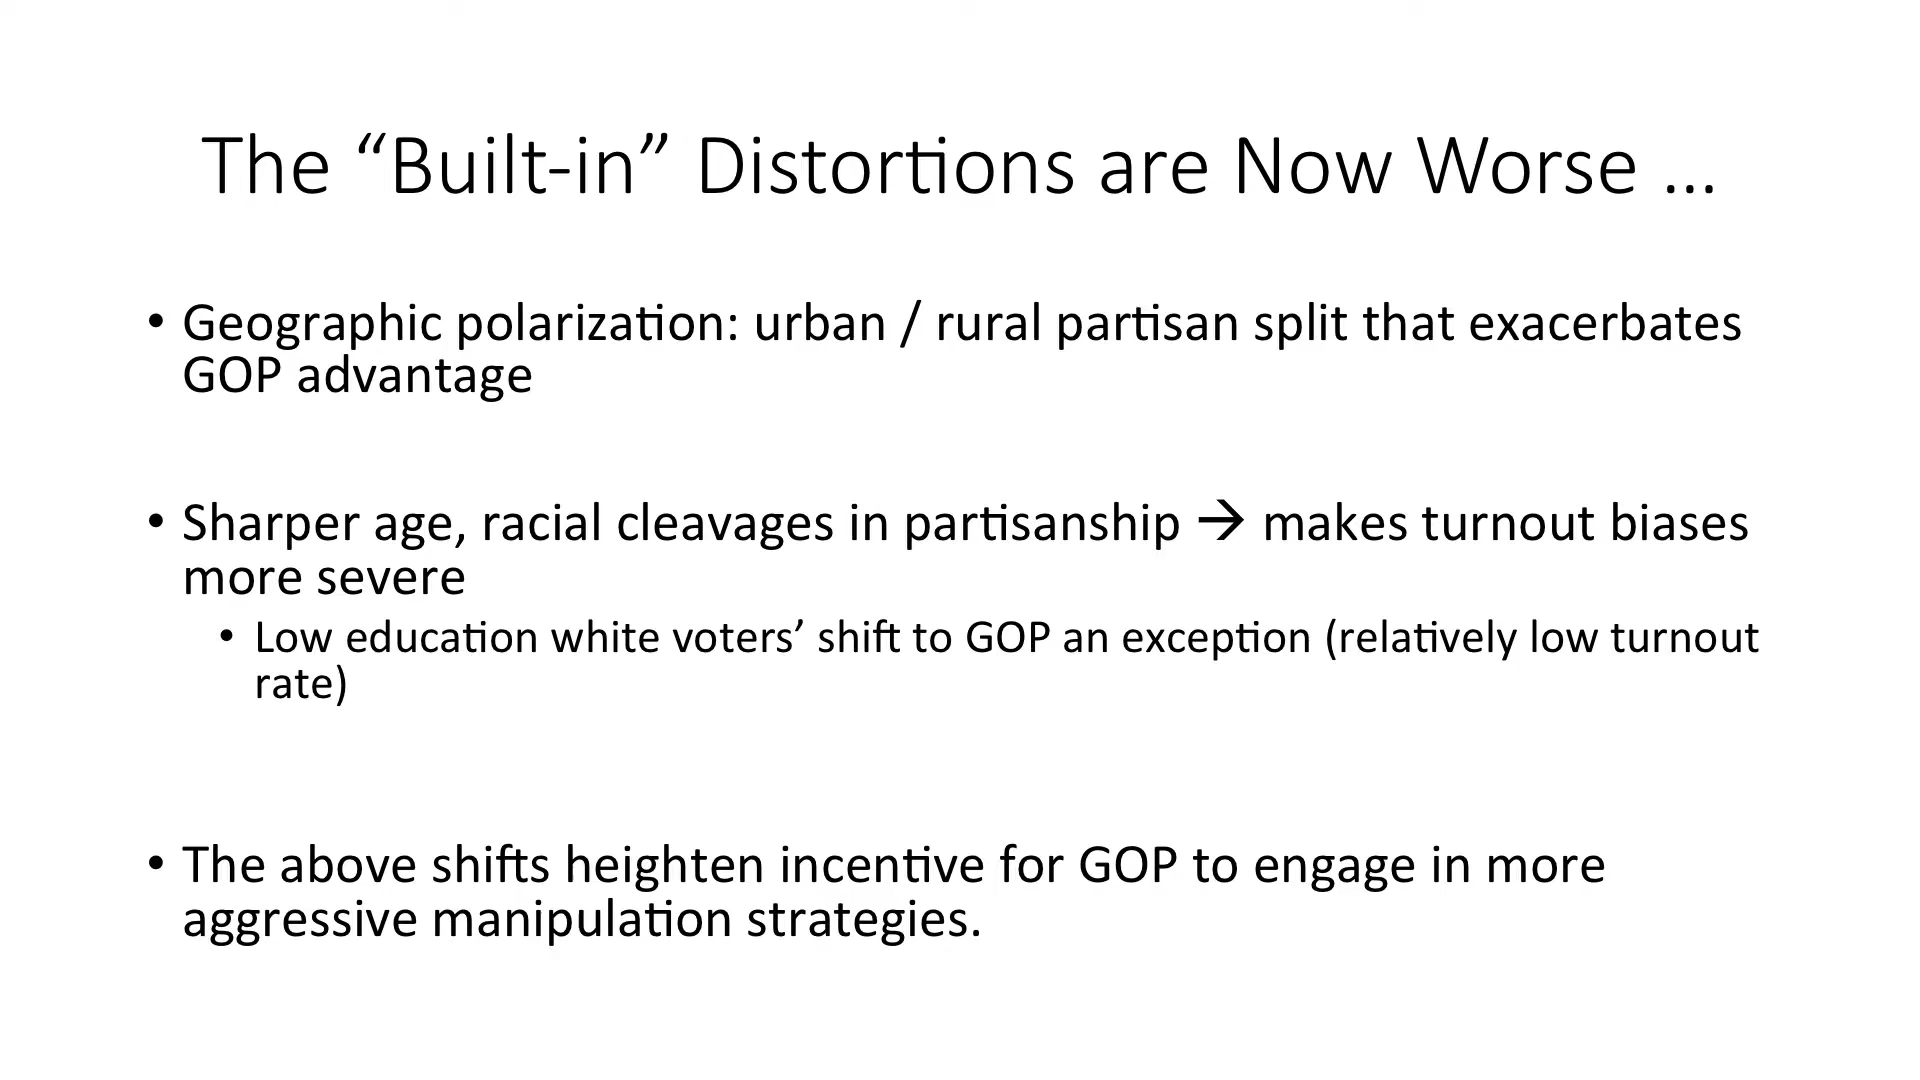 The “Built-in” Distortions are Now Worse …
• Geographic polarization: urban / rural partisan split that exacerbates
GOP advantage
• Sharper age, racial cleavages in partisanship → makes turnout biases
more severe
• Low education white voters’ shift to GOP an exception (relatively low turnout
rate)
• The above shifts heighten incentive for GOP to engage in more
aggressive manipulation strategies.